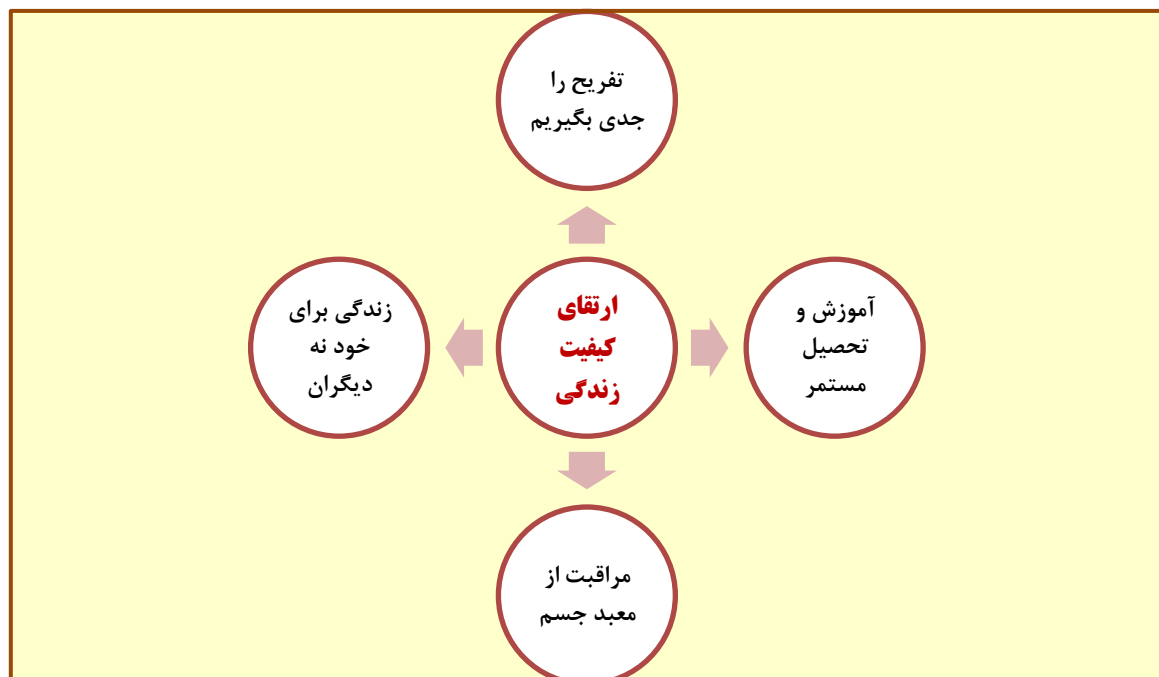 تفریح را
جدی بگیریم
آموزش و
تحصیل
مستمر
ارتقای
کیفیت
زندگی
زندگی برای
خود نه
دیگران
مراقبت از
معبد جسم